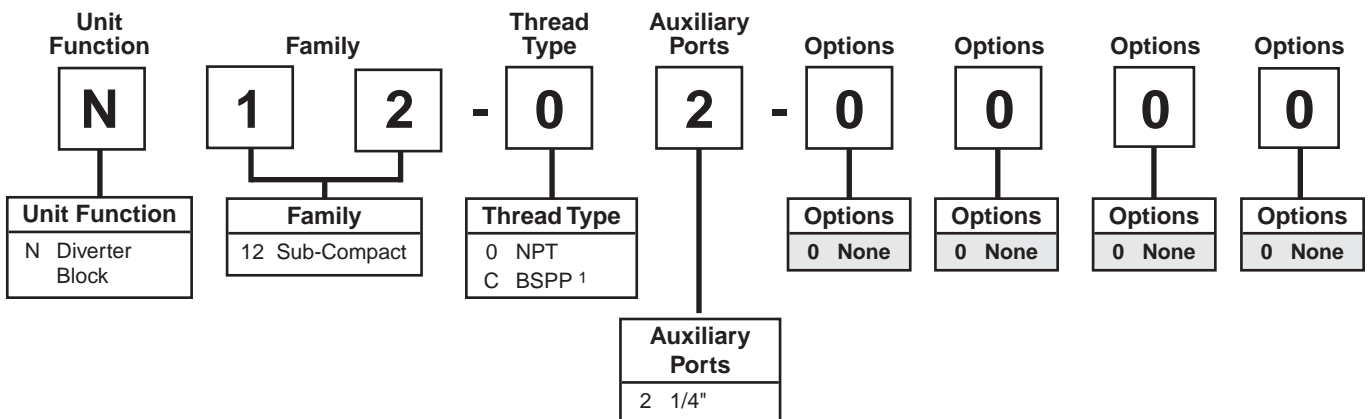 Unit
Function
Family
Thread
Type
Auxiliary
Ports
Options
Options
Options
Options
N 1 2 - 0 2 - 0 0 0 0
Unit Function
N Diverter
Block
Family
12 Sub-Compact
Thread Type
0 NPT
C BSPP 1
Options
0 None
Options
0 None
Options
0 None
Options
0 None
Auxiliary
Ports
2 1/4"